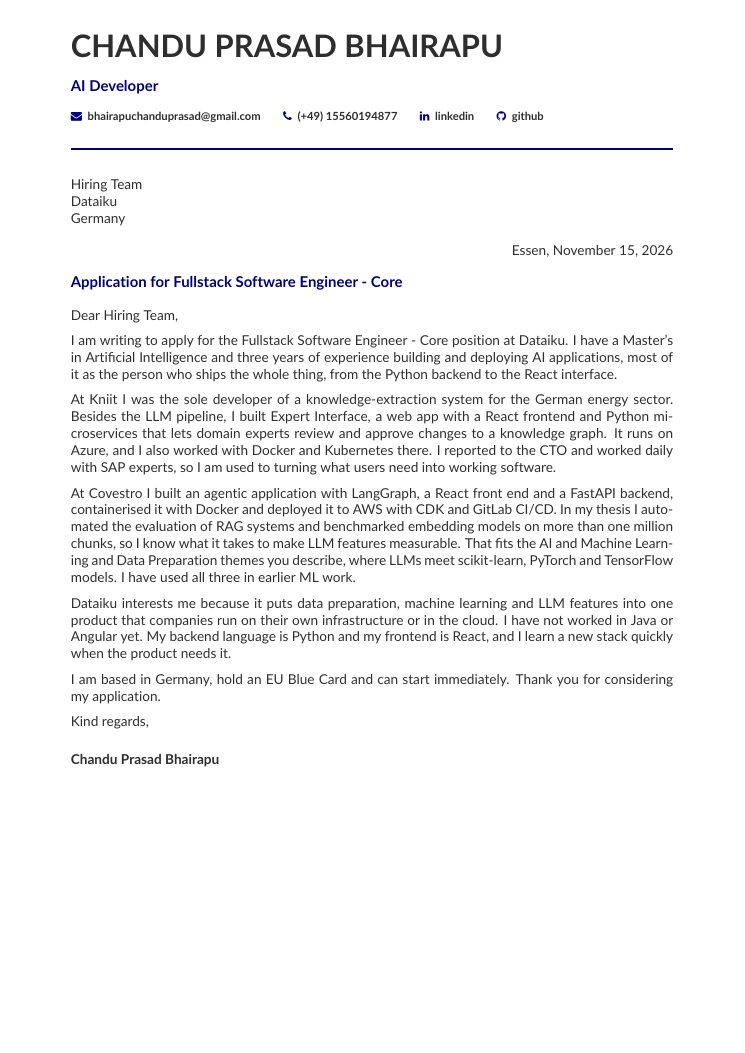 CHANDU PRASAD BHAIRAPU
AI Developer
bhairapuchanduprasad@gmail.com (+49) 15560194877 linkedin github
Hiring Team
Dataiku
Germany
Essen, November 15, 2026
Application for Fullstack Software Engineer - Core
Dear Hiring Team,
I am writing to apply for the Fullstack Software Engineer - Core position at Dataiku. I have a Master's
in Artificial Intelligence and three years of experience building and deploying AI applications, most of
it as the person who ships the whole thing, from the Python backend to the React interface.
At Kniit I was the sole developer of a knowledge-extraction system for the German energy sector.
Besides the LLM pipeline, I built Expert Interface, a web app with a React frontend and Python mi-
croservices that lets domain experts review and approve changes to a knowledge graph. It runs on
Azure, and I also worked with Docker and Kubernetes there. I reported to the CTO and worked daily
with SAP experts, so I am used to turning what users need into working software.
At Covestro I built an agentic application with LangGraph, a React front end and a FastAPI backend,
containerised it with Docker and deployed it to AWS with CDK and GitLab CI/CD. In my thesis I auto-
mated the evaluation of RAG systems and benchmarked embedding models on more than one million
chunks, so I know what it takes to make LLM features measurable. That fits the AI and Machine Learn-
ing and Data Preparation themes you describe, where LLMs meet scikit-learn, PyTorch and TensorFlow
models. I have used all three in earlier ML work.
Dataiku interests me because it puts data preparation, machine learning and LLM features into one
product that companies run on their own infrastructure or in the cloud. I have not worked in Java or
Angular yet. My backend language is Python and my frontend is React, and I learn a new stack quickly
when the product needs it.
I am based in Germany, hold an EU Blue Card and can start immediately. Thank you for considering
my application.
Kind regards,
Chandu Prasad Bhairapu